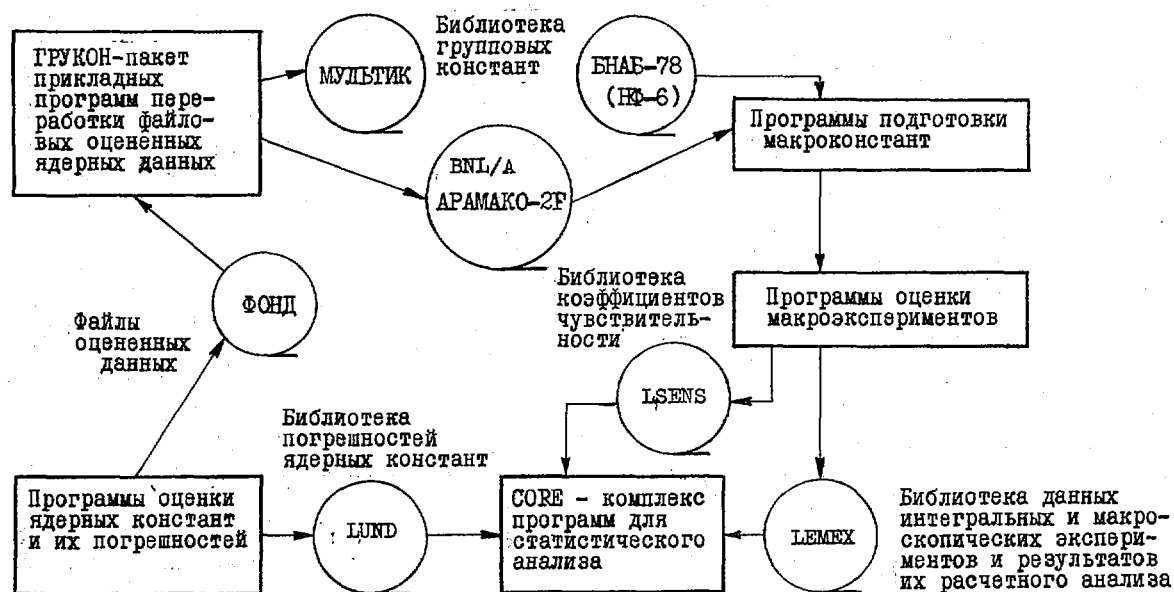 ГРУКОН-пакет
прикладных
программ пере-
работки файло-
вых оцененных
ядерных данных
МУЛЬТИК
Библиотека
групповых
констант
БНАБ-78
(НФ-6)
Программы подготовки
макроконстант
BNL/A
АРАМАКО-2F
ФОНД
Файлы
оцененных
данных
Библиотека
коэффициентов
чувствитель-
ности
Программы оценки
макроэкспериментов
LSENS
Библиотека
погрешностей
ядерных констант
Программы оценки
ядерных констант
и их погрешностей
LUND
CORE - комплекс
программ для
статистического
анализа
LEMEX
Библиотека данных
интегральных и макро-
скопических экспери-
ментов и результатов
их расчетного анализа